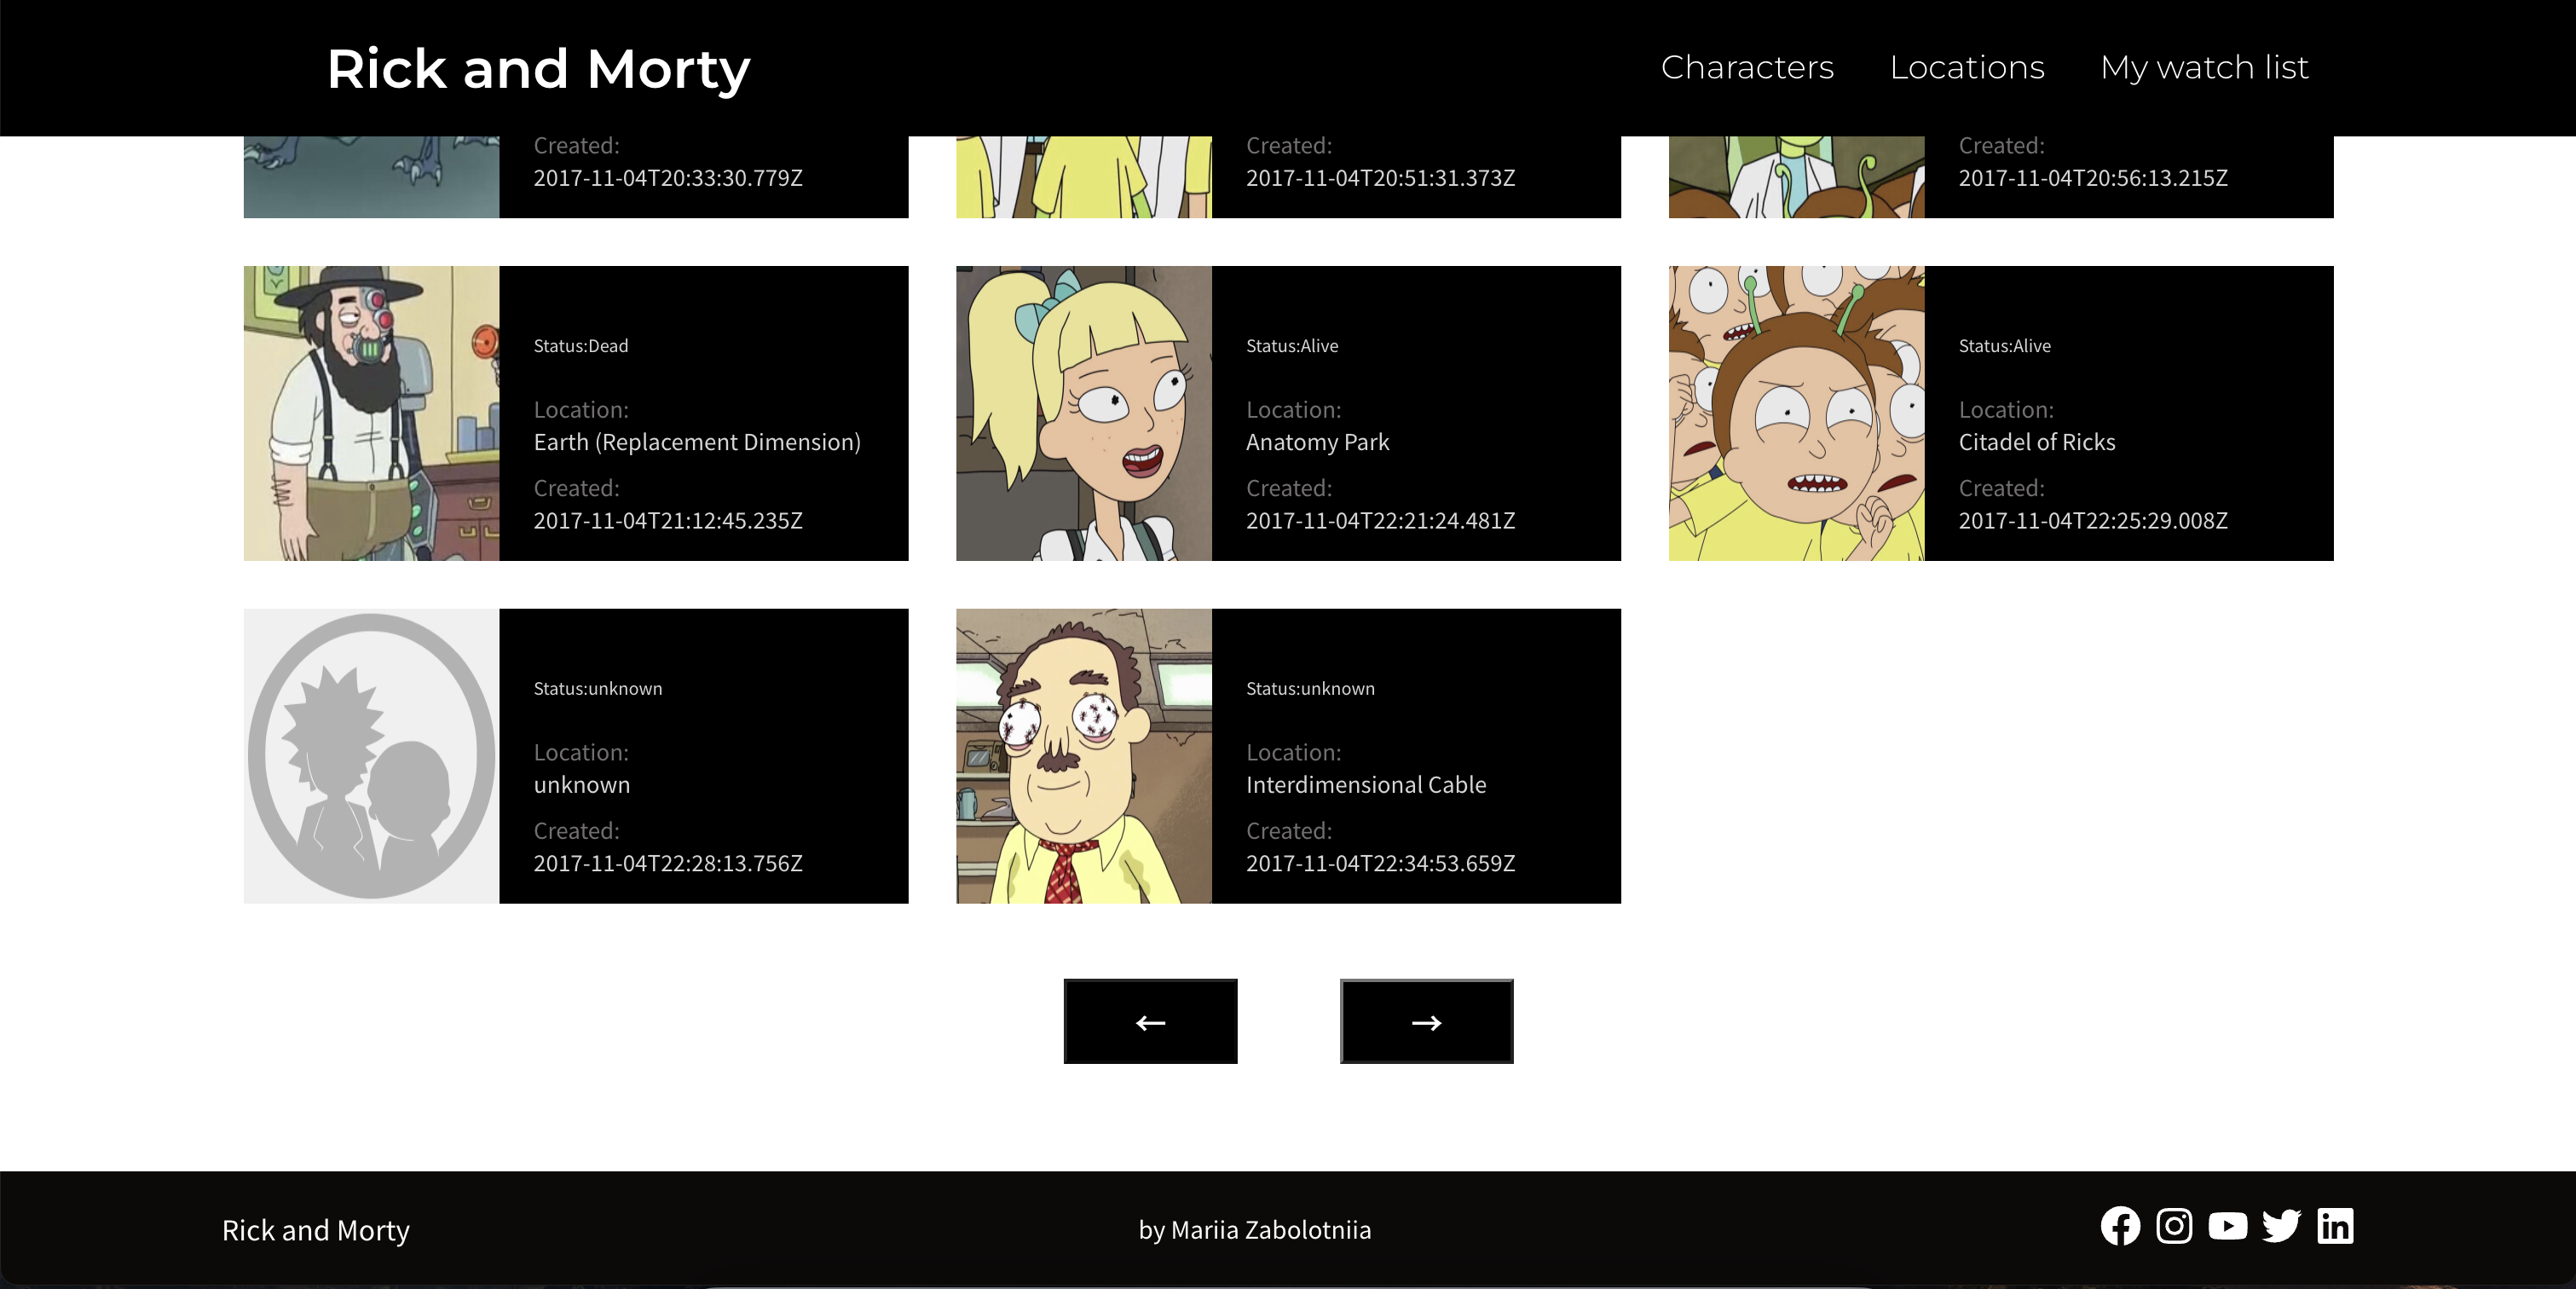 Rick and Morty
Characters
Locations
My watch list
Created:
2017-11-04T20:33:30.779Z
Created:
2017-11-04T20:51:31.373Z
Created:
2017-11-04T20:56:13.215Z
Status:Dead
Location:
Earth (Replacement Dimension)
Created:
2017-11-04T21:12:45.235Z
Status:Alive
Location:
Anatomy Park
Created:
2017-11-04T22:21:24.481Z
Status:Alive
Location:
Citadel of Ricks
Created:
2017-11-04T22:25:29.008Z
Status:unknown
Location:
unknown
Created:
2017-11-04T22:28:13.756Z
Status:unknown
Location:
Interdimensional Cable
Created:
2017-11-04T22:34:53.659Z
←
→
Rick and Morty
by Mariia Zabolotniia